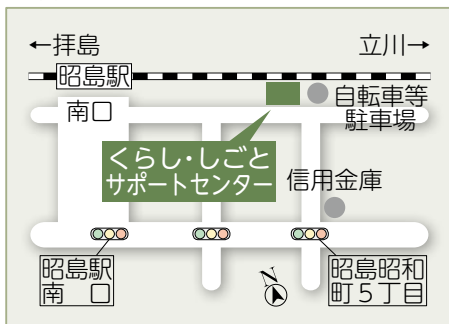 ←拝島
立川→
昭島駅
南口
自転車等
駐車場
くらし・しごと
サポートセンター
信用金庫
昭島駅
南 口
N
昭島昭和
町5丁目